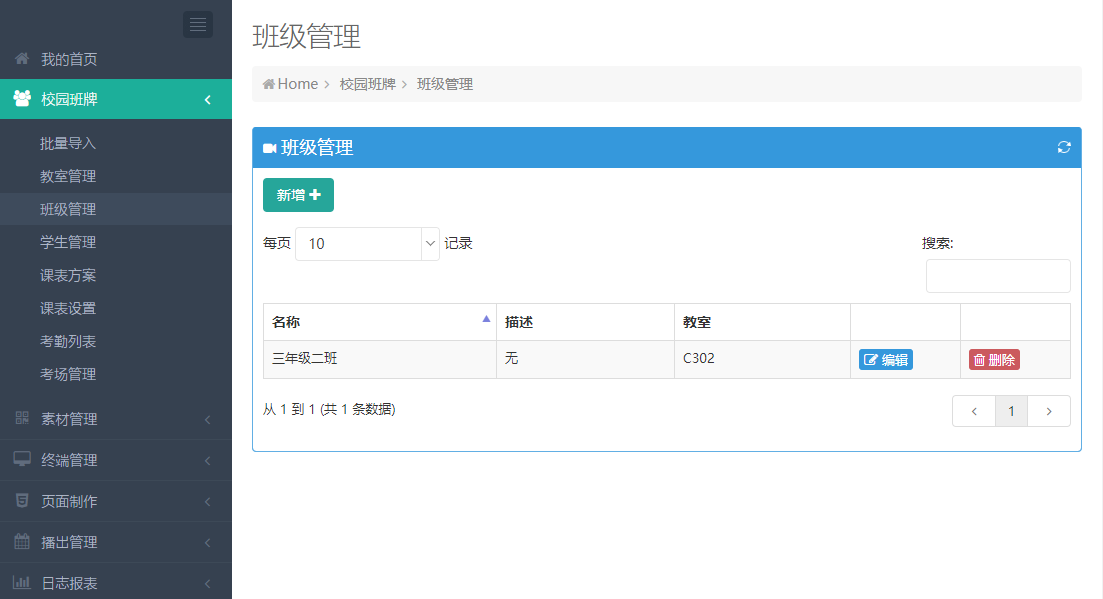 我的首页
校园班牌
批量导入
教室管理
班级管理
学生管理
课表方案
课表设置
考勤列表
考场管理
素材管理
终端管理
页面制作
播出管理
日志报表
班级管理
Home > 校园班牌 > 班级管理
班级管理
新增
每页 10 记录
搜索:
名称 描述 教室
三年级二班 无 C302 编辑 删除
从 1 到 1 (共 1 条数据)
‹ 1 ›